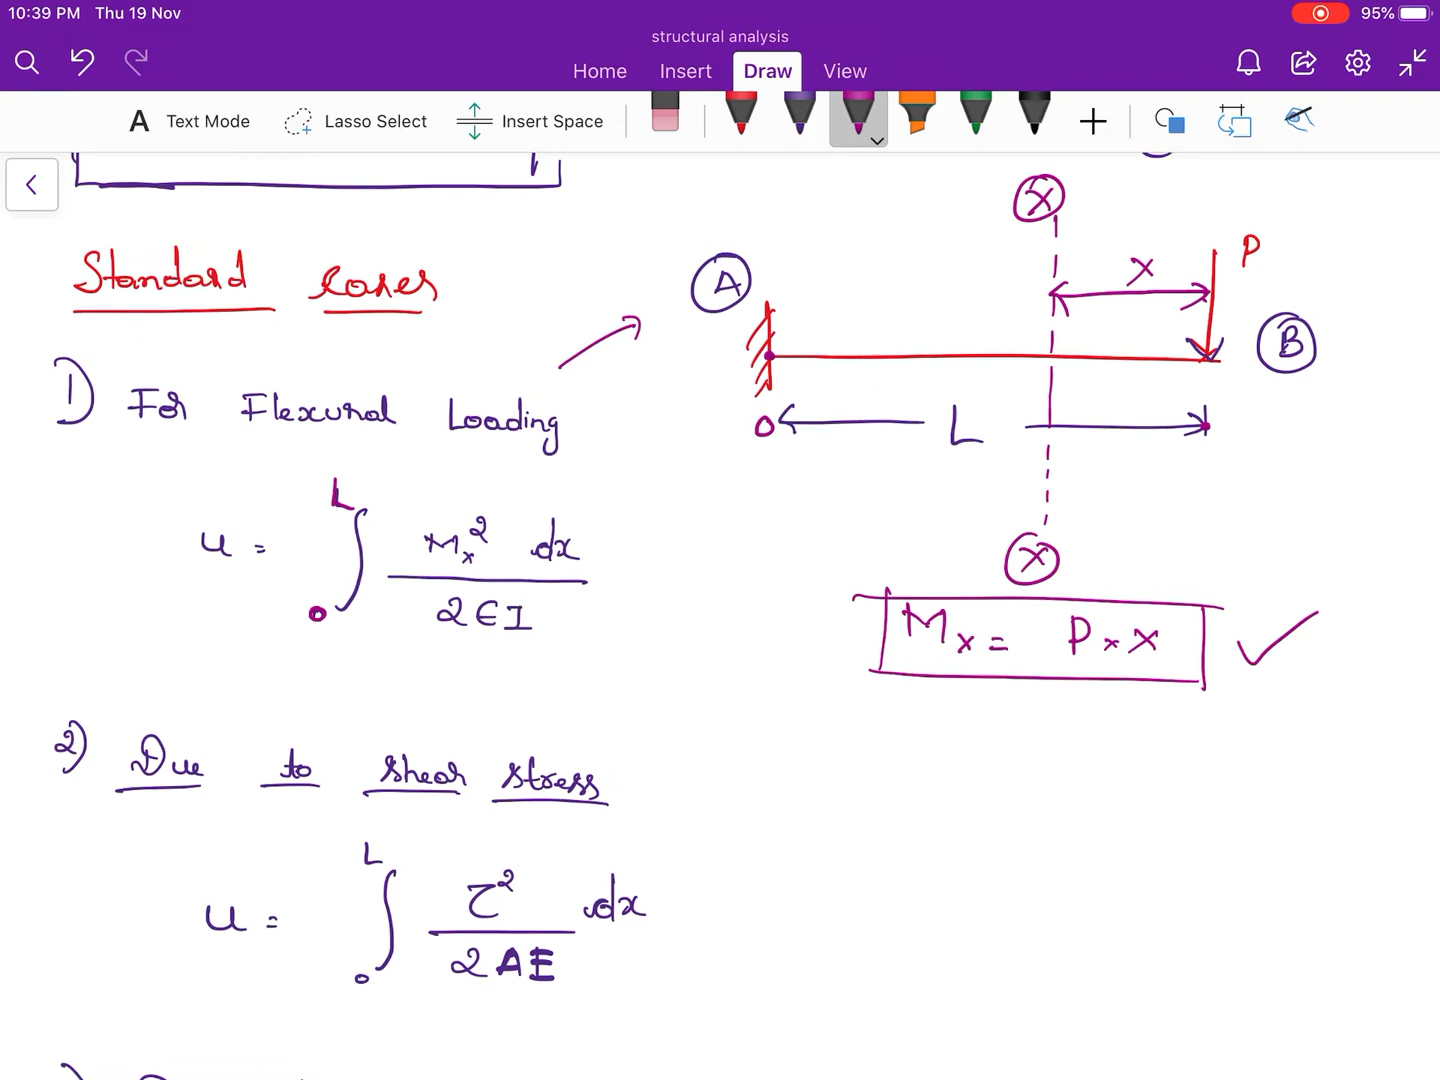 10:39 PM Thu 19 Nov
95%
structural analysis
Home Insert Draw View
A Text Mode Lasso Select Insert Space
X
Standard Cases
A
X
P
B
1) For Flexural Loading
0
L
u = ∫₀ᴸ Mₓ² dx / 2EI
X
Mₓ = P × x
2) Due to shear stress
u = ∫₀ᴸ τ² / 2AE dx